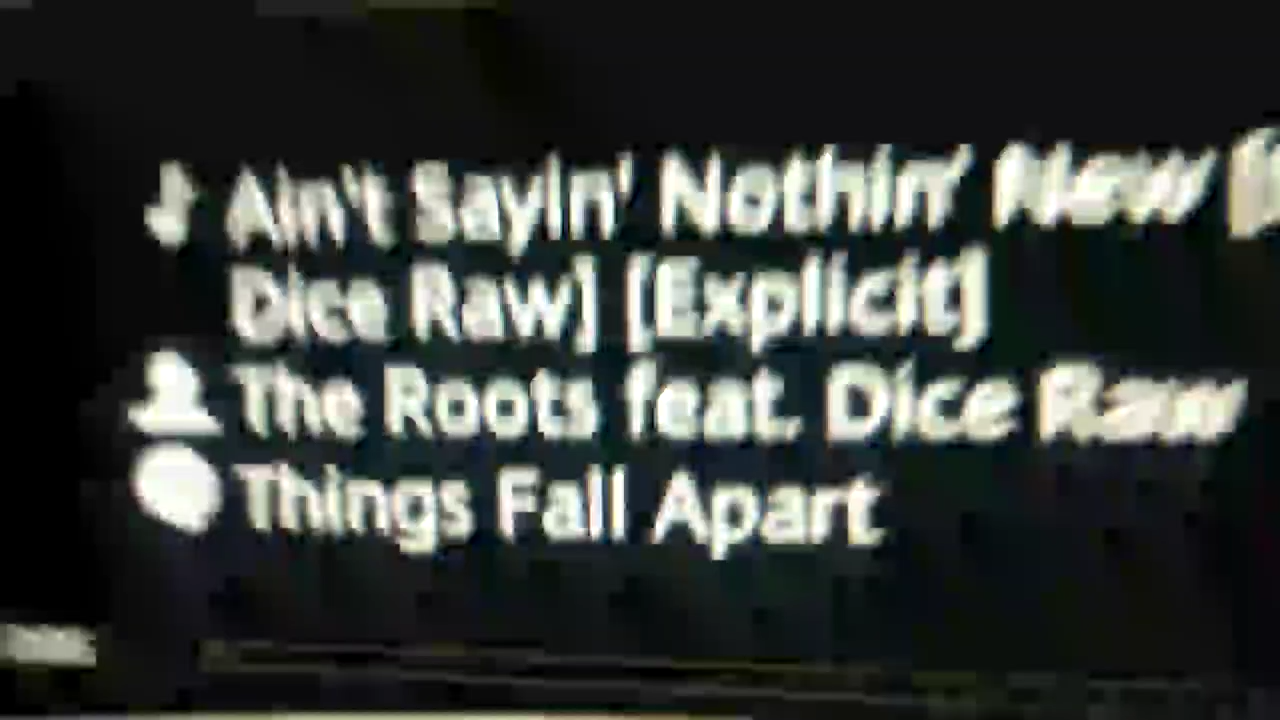 Ain't Sayin' Nothin' New [
Dice Raw] [Explicit]
The Roots feat. Dice Raw
Things Fall Apart